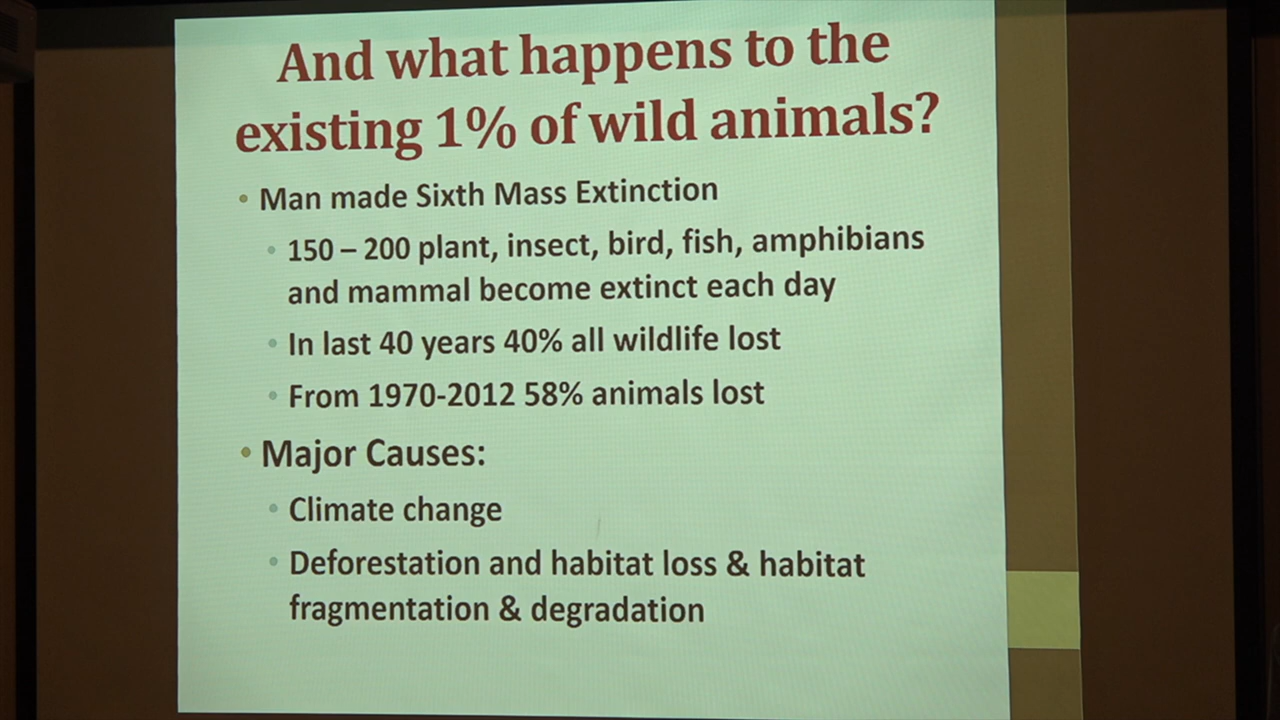 And what happens to the
existing 1% of wild animals?
• Man made Sixth Mass Extinction
• 150 – 200 plant, insect, bird, fish, amphibians
and mammal become extinct each day
• In last 40 years 40% all wildlife lost
• From 1970-2012 58% animals lost
• Major Causes:
• Climate change
• Deforestation and habitat loss & habitat
fragmentation & degradation